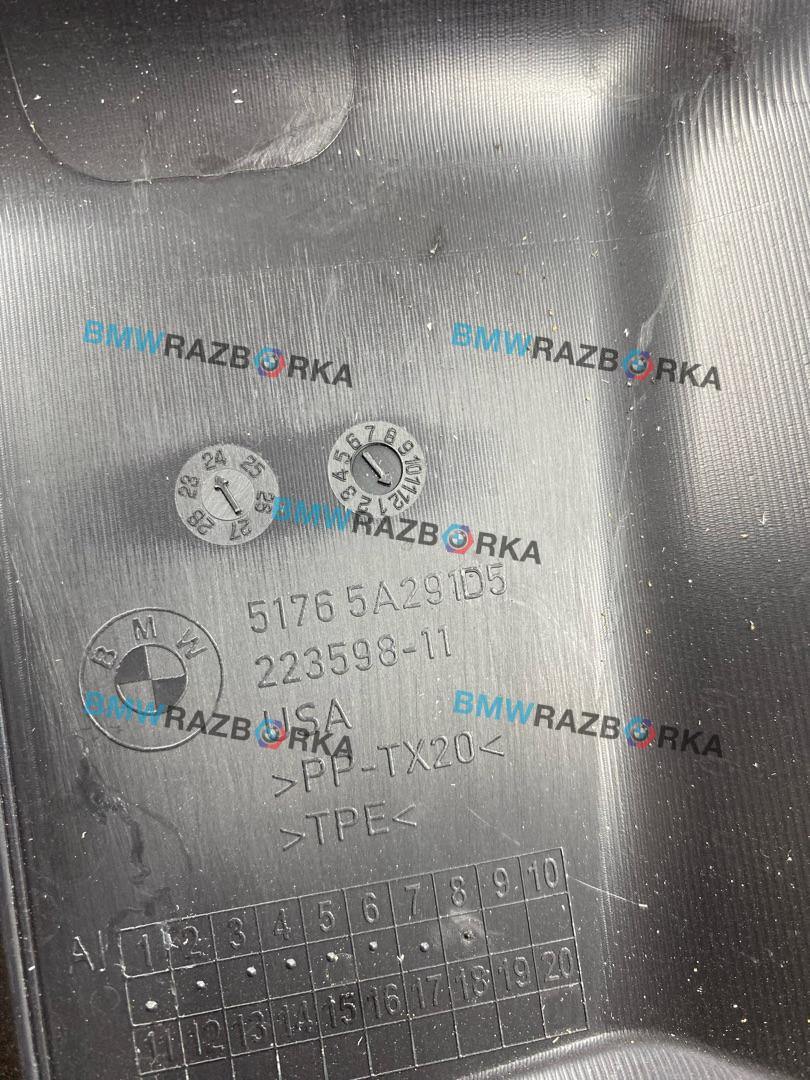 BMWRAZBORKA
BMWRAZBORKA
23 24 25 26 27 28
1 2 3 4 5 6 7 8 9 10 11 12
BMWRAZBORKA
BMW
51765A291D5
223598-11
USA
BMWRAZBORKA
BMWRAZBORKA
>PP-TX20<
>TPE<
A/ 1 2 3 4 5 6 7 8 9 10
11 12 13 14 15 16 17 18 19 20